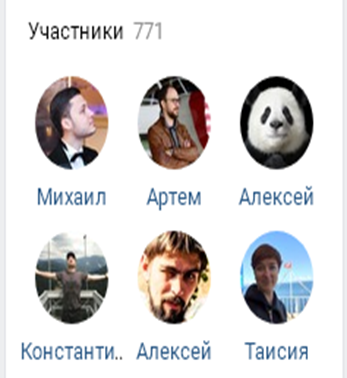 Участники 771
Михаил Артем Алексей
Константи.. Алексей Таисия